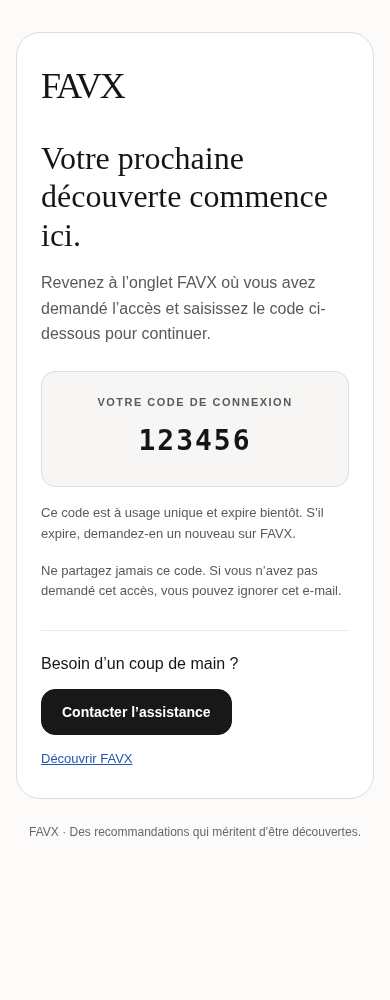 FAVX
Votre prochaine
découverte commence
ici.
Revenez à l’onglet FAVX où vous avez
demandé l’accès et saisissez le code ci-
dessous pour continuer.
VOTRE CODE DE CONNEXION
123456
Ce code est à usage unique et expire bientôt. S’il
expire, demandez-en un nouveau sur FAVX.
Ne partagez jamais ce code. Si vous n’avez pas
demandé cet accès, vous pouvez ignorer cet e-mail.
Besoin d’un coup de main ?
Contacter l’assistance
Découvrir FAVX
FAVX · Des recommandations qui méritent d’être découvertes.